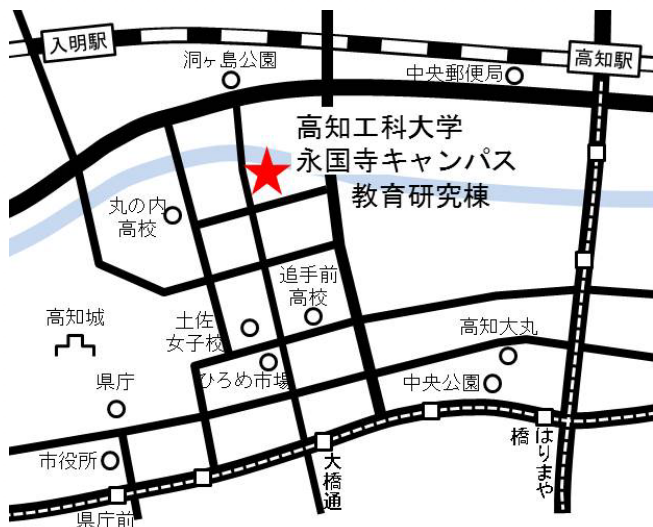 入明駅
高知駅
洞ヶ島公園
中央郵便局
高知工科大学
永国寺キャンパス
教育研究棟
丸の内
高校
追手前
高校
高知城
土佐
女子校
高知大丸
ひろめ市場
中央公園
県庁
はりまや
橋
大橋通
市役所
県庁前